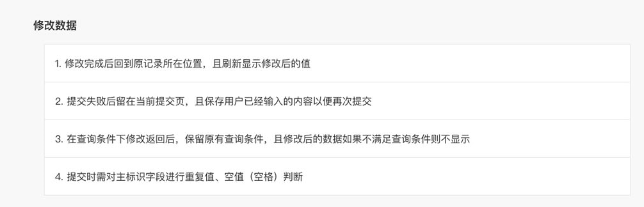 修改数据
1. 修改完成后回到原记录所在位置，且刷新显示修改后的值
2. 提交失败后留在当前提交页，且保存用户已经输入的内容以便再次提交
3. 在查询条件下修改返回后，保留原有查询条件，且修改后的数据如果不满足查询条件则不显示
4. 提交时需对主标识字段进行重复值、空值（空格）判断